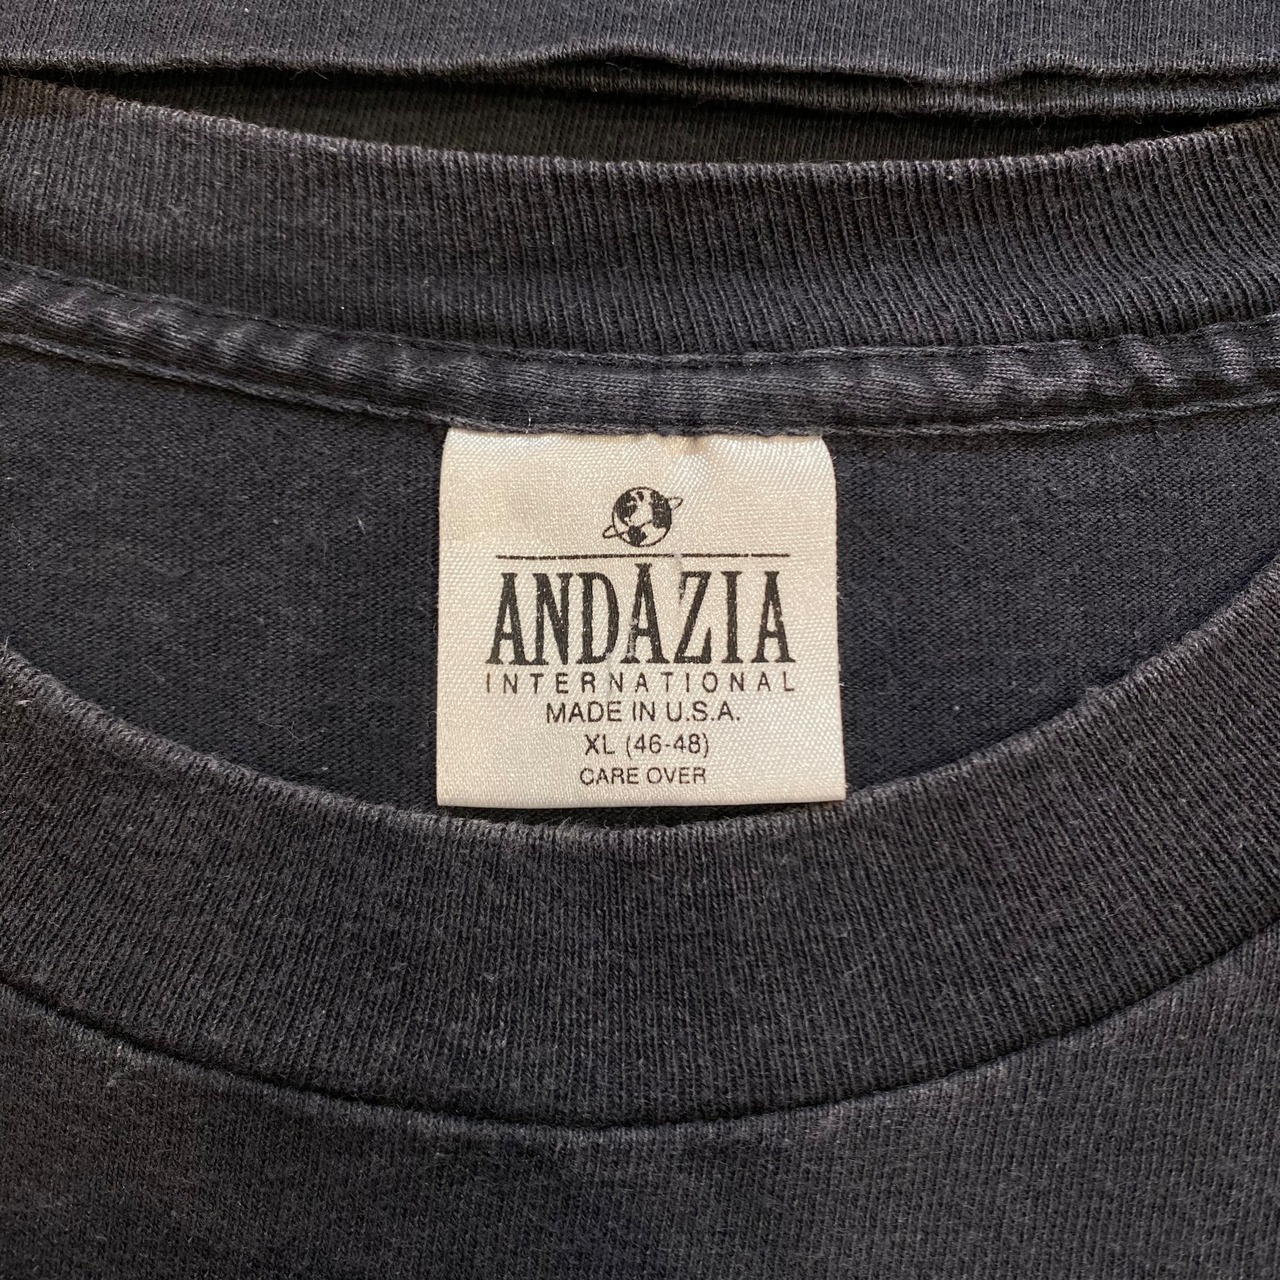 ANDAZIA
INTERNATIONAL
MADE IN U.S.A.
XL (46-48)
CARE OVER